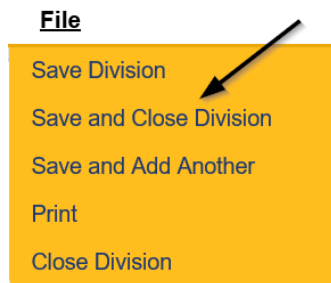 File
Save Division
Save and Close Division
Save and Add Another
Print
Close Division